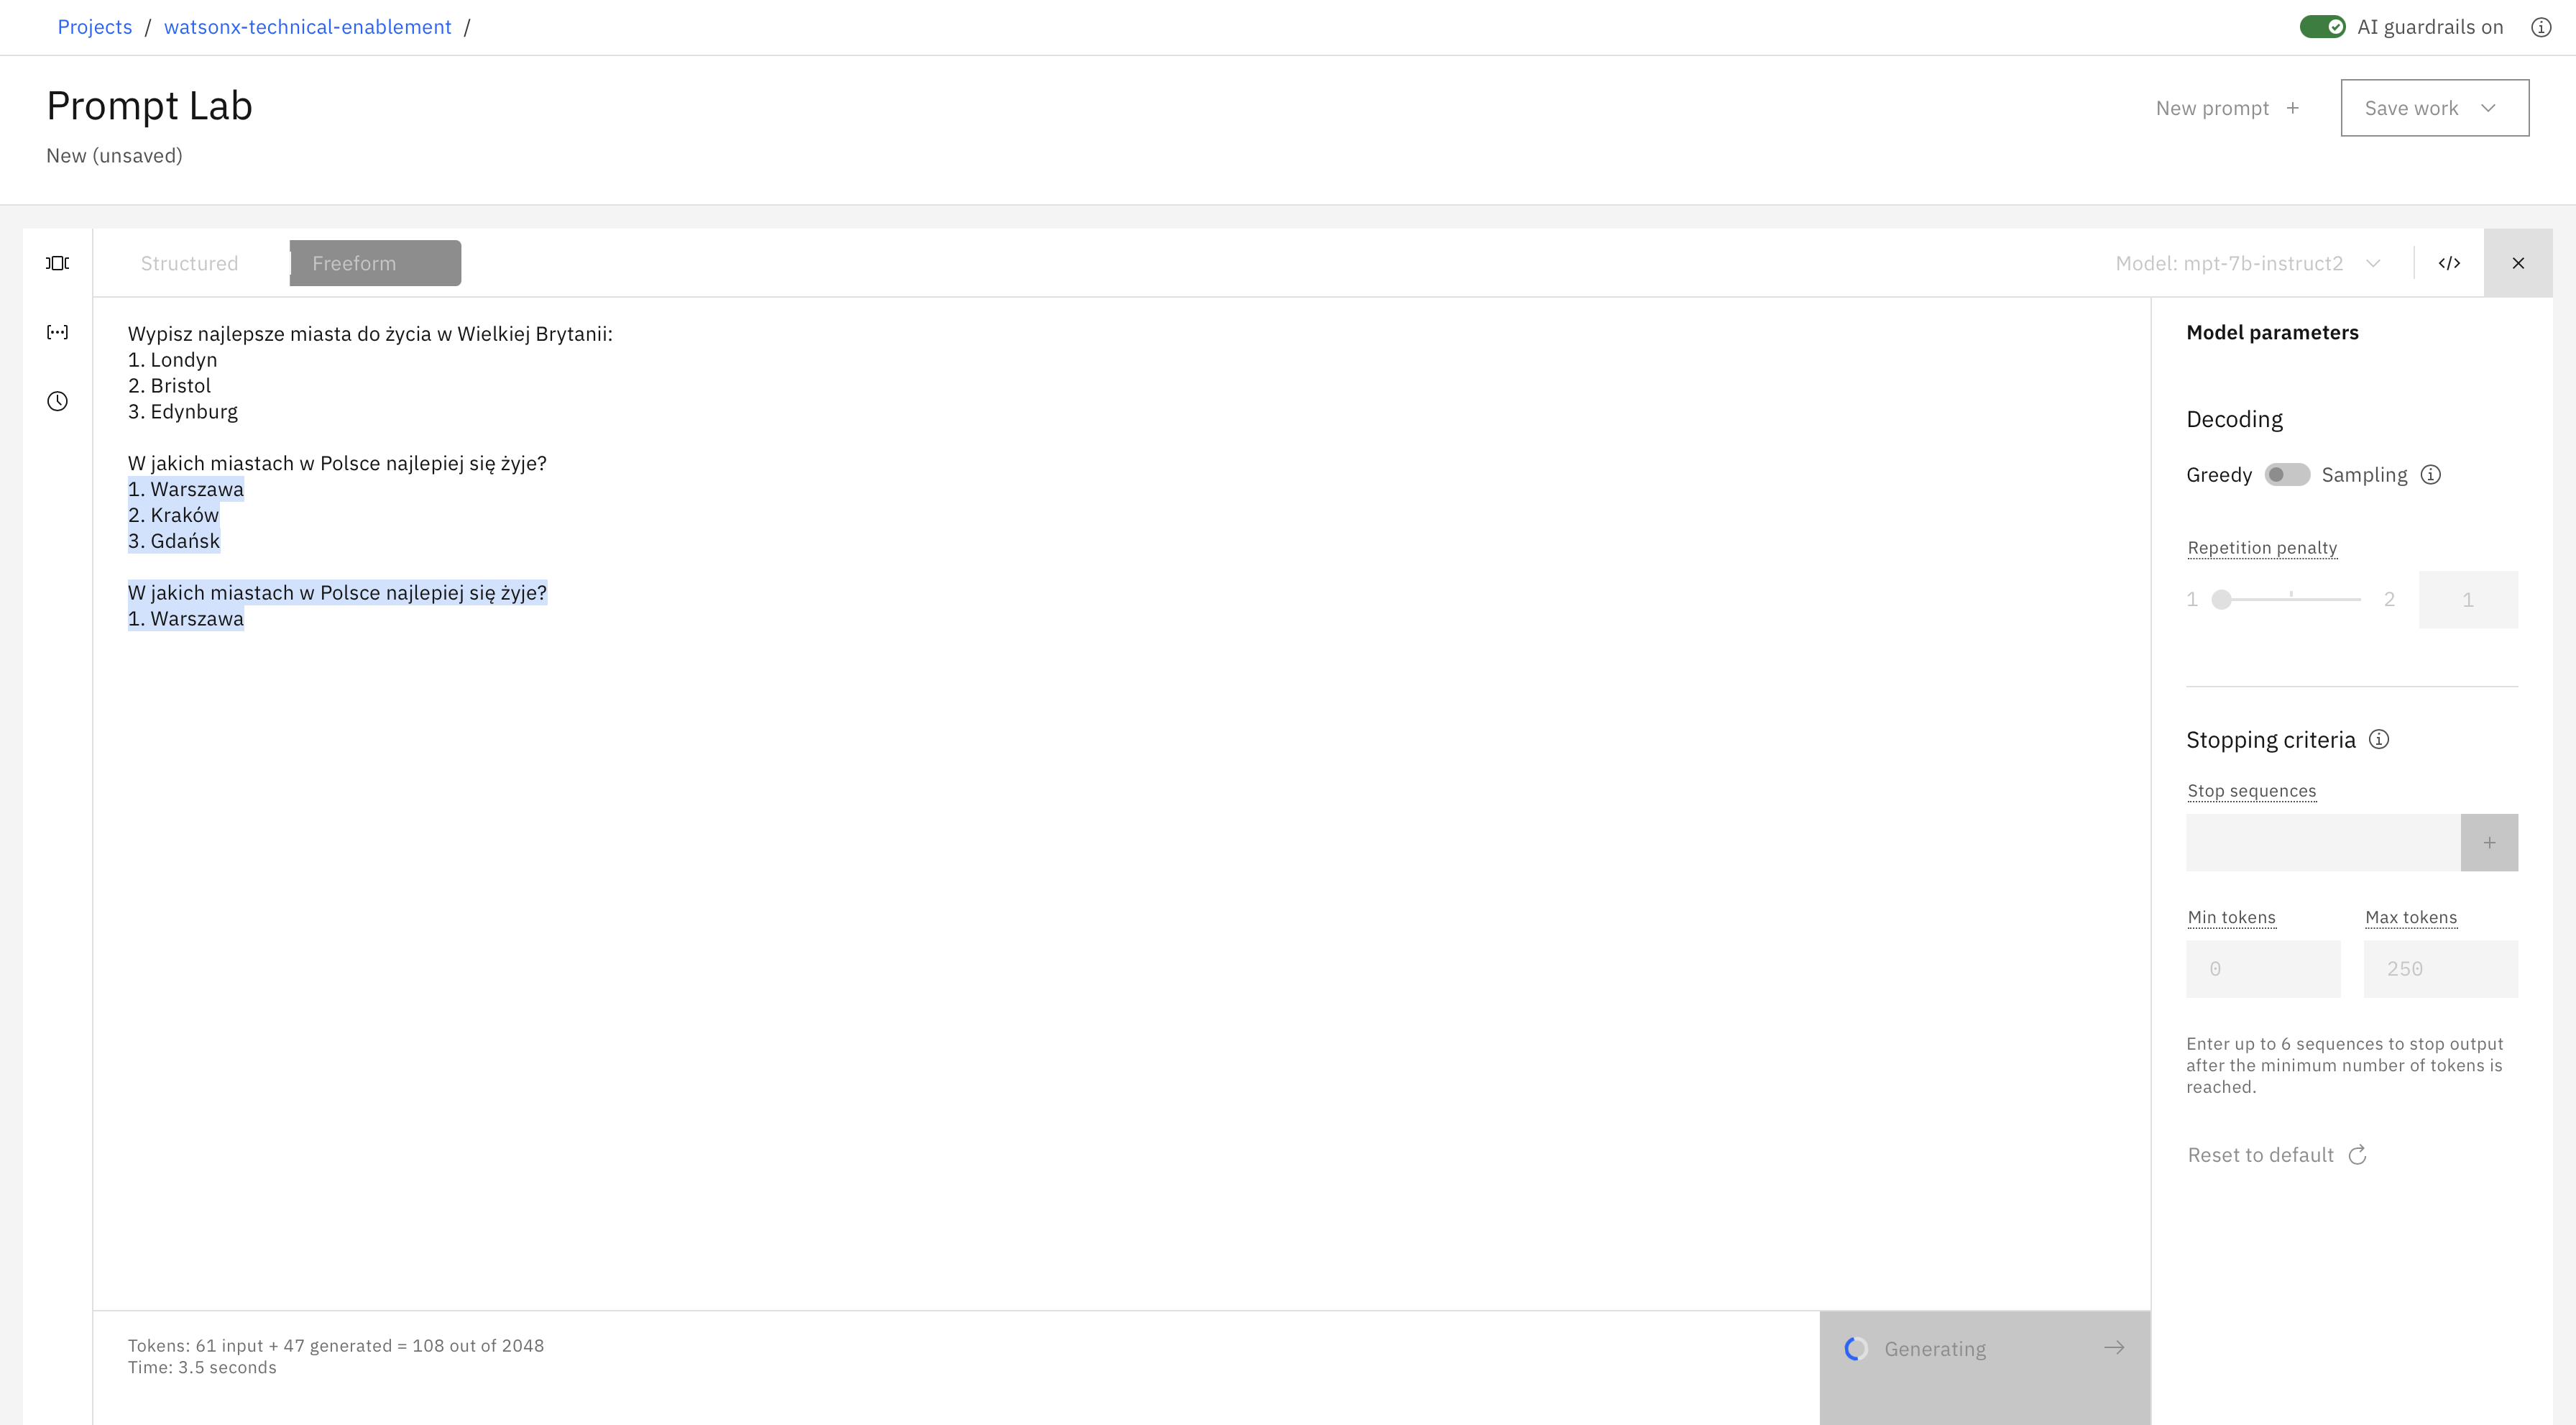 Projects / watsonx-technical-enablement /
AI guardrails on
Prompt Lab
New prompt +
Save work
New (unsaved)
Structured
Freeform
Model: mpt-7b-instruct2
</>
Wypisz najlepsze miasta do życia w Wielkiej Brytanii:
1. Londyn
2. Bristol
3. Edynburg
W jakich miastach w Polsce najlepiej się żyje?
1. Warszawa
2. Kraków
3. Gdańsk
W jakich miastach w Polsce najlepiej się żyje?
1. Warszawa
Tokens: 61 input + 47 generated = 108 out of 2048
Time: 3.5 seconds
Generating
Model parameters
Decoding
Greedy
Sampling
Repetition penalty
1
2
1
Stopping criteria
Stop sequences
+
Min tokens
Max tokens
0
250
Enter up to 6 sequences to stop output
after the minimum number of tokens is
reached.
Reset to default